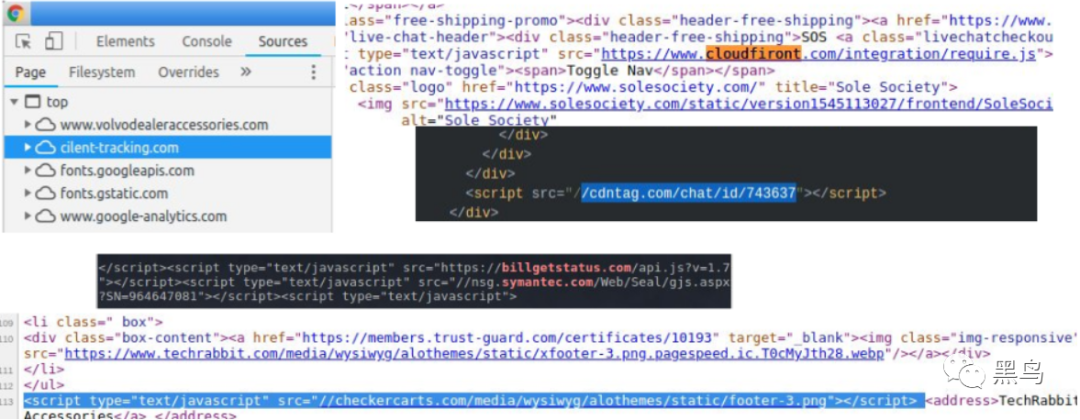 Elements Console Sources
Page Filesystem Overrides »
top
www.volvodealeraccessories.com
cilent-tracking.com
fonts.googleapis.com
fonts.gstatic.com
www.google-analytics.com
</span></a>
lass="free-shipping-promo"><div class="header-free-shipping"><a href="https://www.
"live-chat-header"><div class="header-free-shipping">SOS <a class="livechatcheckou
t type="text/javascript" src="https://www.cloudfiront.com/integration/require.js">
"action nav-toggle"><span>Toggle Nav</span></span>
class="logo" href="https://www.solesociety.com/" title="Sole Society">
<img src="https://www.solesociety.com/static/version1545113027/frontend/SoleSoci
alt="Sole Society"
</div>
</div>
</div>
<script src="//cdntag.com/chat/id/743637"></script>
</div>
</script><script type="text/javascript" src="https://billgetstatus.com/api.js?v=1.7
"></script><script type="text/javascript" src="//nsg.symantec.com/Web/Seal/gjs.aspx
?SN=964647081"></script><script type="text/javascript">
109 <li class=" box">
110 <div class="box-content"><a href="https://members.trust-guard.com/certificates/10193" target="_blank"><img class="img-responsive"
src="https://www.techrabbit.com/media/wysiwyg/alothemes/static/xfooter-3.png.pagespeed.ic.T0cMyJth28.webp"/></a></div>
111 </li>
112 </ul>
113 <script type="text/javascript" src="//checkercarts.com/media/wysiwyg/alothemes/static/footer-3.png"></script> <address>TechRabbit
Accessories</a> </address>
黑鸟